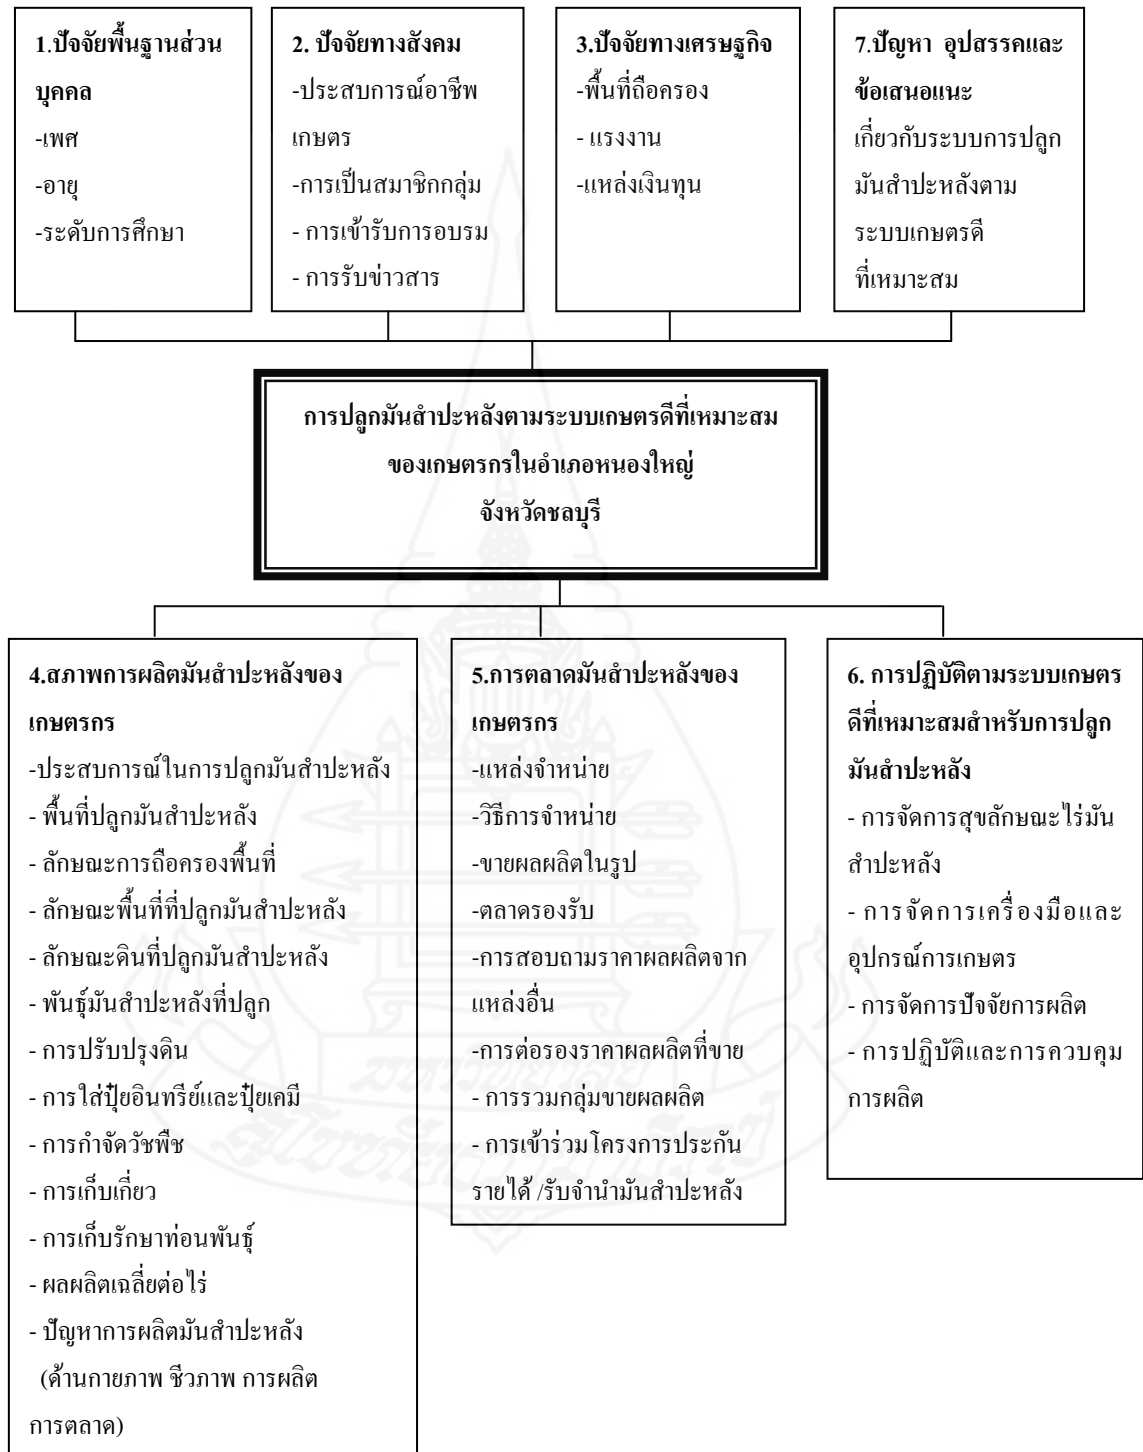 1.ปัจจัยพื้นฐานส่วน
บุคคล
-เพศ
-อายุ
-ระดับการศึกษา
2. ปัจจัยทางสังคม
-ประสบการณ์อาชีพ
เกษตร
-การเป็นสมาชิกกลุ่ม
- การเข้ารับการอบรม
- การรับข่าวสาร
3.ปัจจัยทางเศรษฐกิจ
-พื้นที่ถือครอง
- แรงงาน
-แหล่งเงินทุน
7.ปัญหา อุปสรรคและ
ข้อเสนอแนะ
เกี่ยวกับระบบการปลูก
มันสำปะหลังตาม
ระบบเกษตรดี
ที่เหมาะสม
การปลูกมันสำปะหลังตามระบบเกษตรดีที่เหมาะสม
ของเกษตรกรในอำเภอหนองใหญ่
จังหวัดชลบุรี
4.สภาพการผลิตมันสำปะหลังของ
เกษตรกร
-ประสบการณ์ในการปลูกมันสำปะหลัง
- พื้นที่ปลูกมันสำปะหลัง
- ลักษณะการถือครองพื้นที่
- ลักษณะพื้นที่ที่ปลูกมันสำปะหลัง
- ลักษณะดินที่ปลูกมันสำปะหลัง
- พันธุ์มันสำปะหลังที่ปลูก
- การปรับปรุงดิน
- การใส่ปุ๋ยอินทรีย์และปุ๋ยเคมี
- การกำจัดวัชพืช
- การเก็บเกี่ยว
- การเก็บรักษาท่อนพันธุ์
- ผลผลิตเฉลี่ยต่อไร่
- ปัญหาการผลิตมันสำปะหลัง
(ด้านกายภาพ ชีวภาพ การผลิต
การตลาด)
5.การตลาดมันสำปะหลังของ
เกษตรกร
-แหล่งจำหน่าย
-วิธีการจำหน่าย
-ขายผลผลิตในรูป
-ตลาดรองรับ
-การสอบถามราคาผลผลิตจาก
แหล่งอื่น
-การต่อรองราคาผลผลิตที่ขาย
- การรวมกลุ่มขายผลผลิต
- การเข้าร่วมโครงการประกัน
รายได้ /รับจำนำมันสำปะหลัง
6. การปฏิบัติตามระบบเกษตร
ดีที่เหมาะสมสำหรับการปลูก
มันสำปะหลัง
- การจัดการสุขลักษณะไร่มัน
สำปะหลัง
- การจัดการเครื่องมือและ
อุปกรณ์การเกษตร
- การจัดการปัจจัยการผลิต
- การปฏิบัติและการควบคุม
การผลิต
มหาวิทยาลัย
สุโขทัยธรรมาธิราช